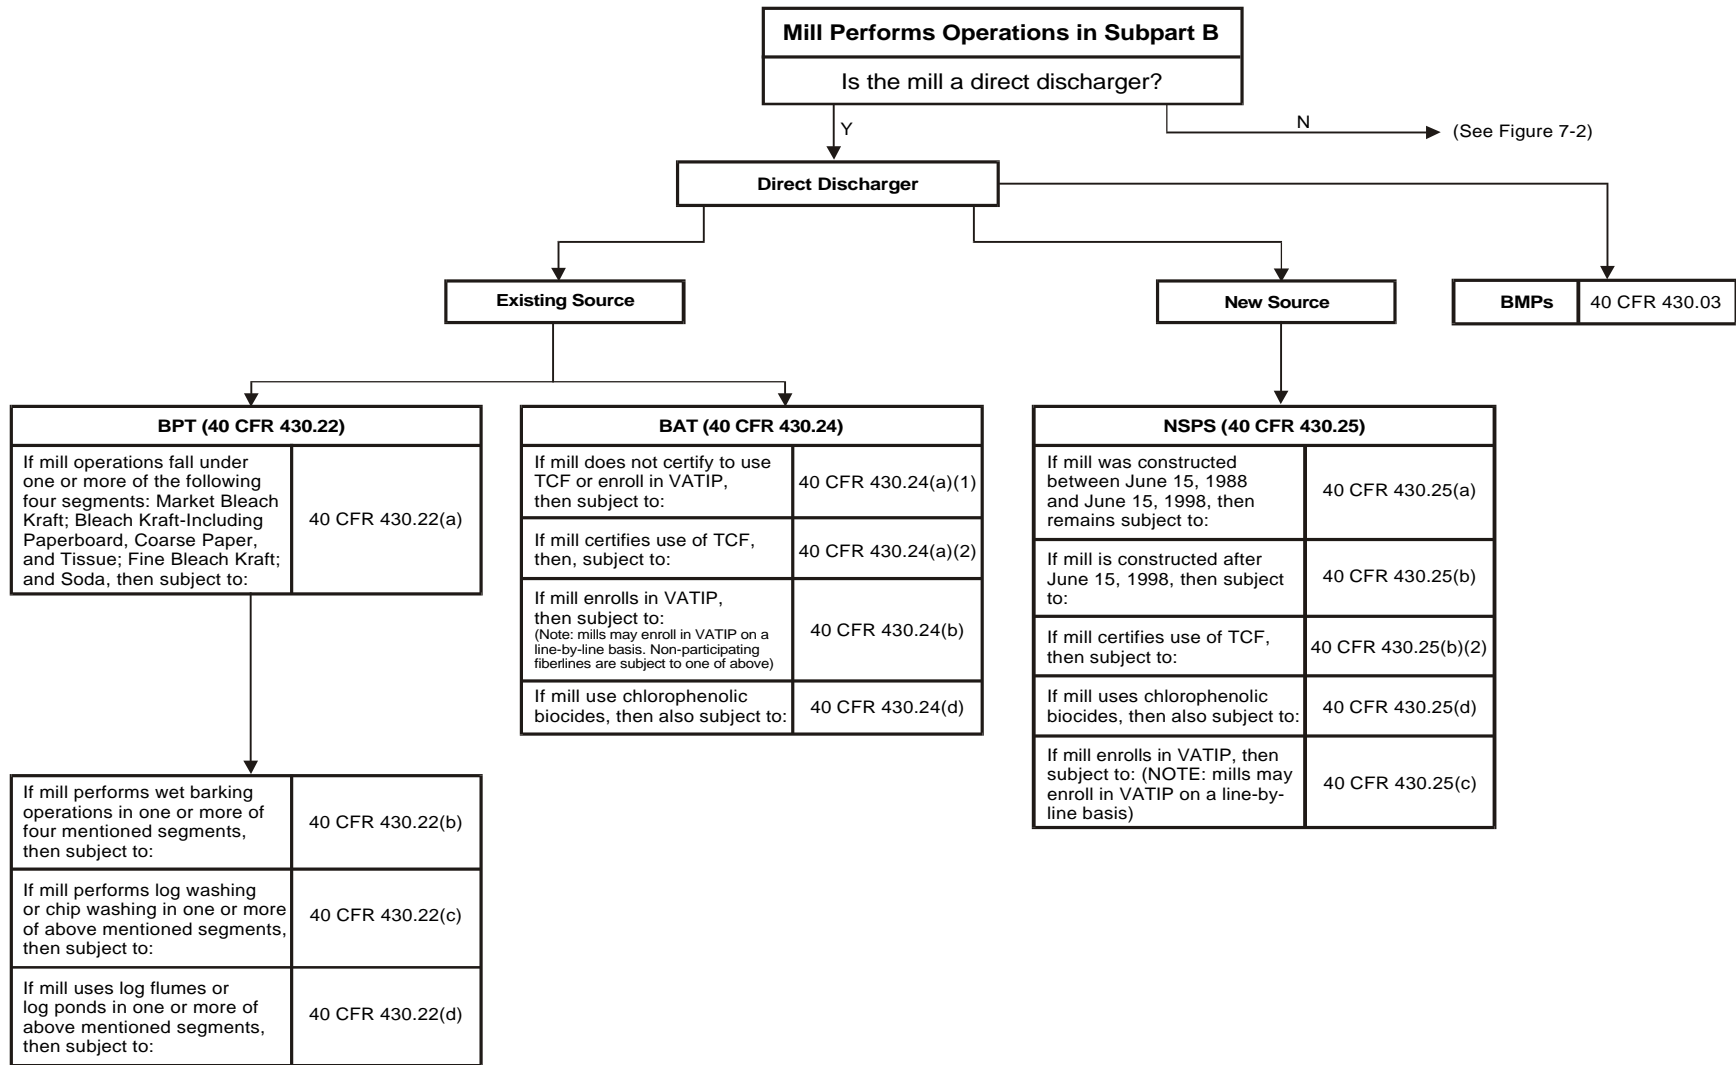 Mill Performs Operations in Subpart B
Is the mill a direct discharger?
Y
N
(See Figure 7-2)
Direct Discharger
Existing Source
New Source
BMPs
40 CFR 430.03
BPT (40 CFR 430.22)
If mill operations fall under
one or more of the following
four segments: Market Bleach
Kraft; Bleach Kraft-Including
Paperboard, Coarse Paper,
and Tissue; Fine Bleach Kraft;
and Soda, then subject to:
40 CFR 430.22(a)
If mill performs wet barking
operations in one or more of
four mentioned segments,
then subject to:
40 CFR 430.22(b)
If mill performs log washing
or chip washing in one or more
of above mentioned segments,
then subject to:
40 CFR 430.22(c)
If mill uses log flumes or
log ponds in one or more of
above mentioned segments,
then subject to:
40 CFR 430.22(d)
BAT (40 CFR 430.24)
If mill does not certify to use
TCF or enroll in VATIP,
then subject to:
40 CFR 430.24(a)(1)
If mill certifies use of TCF,
then, subject to:
40 CFR 430.24(a)(2)
If mill enrolls in VATIP,
then subject to:
(Note: mills may enroll in VATIP on a
line-by-line basis. Non-participating
fiberlines are subject to one of above)
40 CFR 430.24(b)
If mill use chlorophenolic
biocides, then also subject to:
40 CFR 430.24(d)
NSPS (40 CFR 430.25)
If mill was constructed
between June 15, 1988
and June 15, 1998, then
remains subject to:
40 CFR 430.25(a)
If mill is constructed after
June 15, 1998, then subject
to:
40 CFR 430.25(b)
If mill certifies use of TCF,
then subject to:
40 CFR 430.25(b)(2)
If mill uses chlorophenolic
biocides, then also subject to:
40 CFR 430.25(d)
If mill enrolls in VATIP, then
subject to: (NOTE: mills may
enroll in VATIP on a line-by-
line basis)
40 CFR 430.25(c)